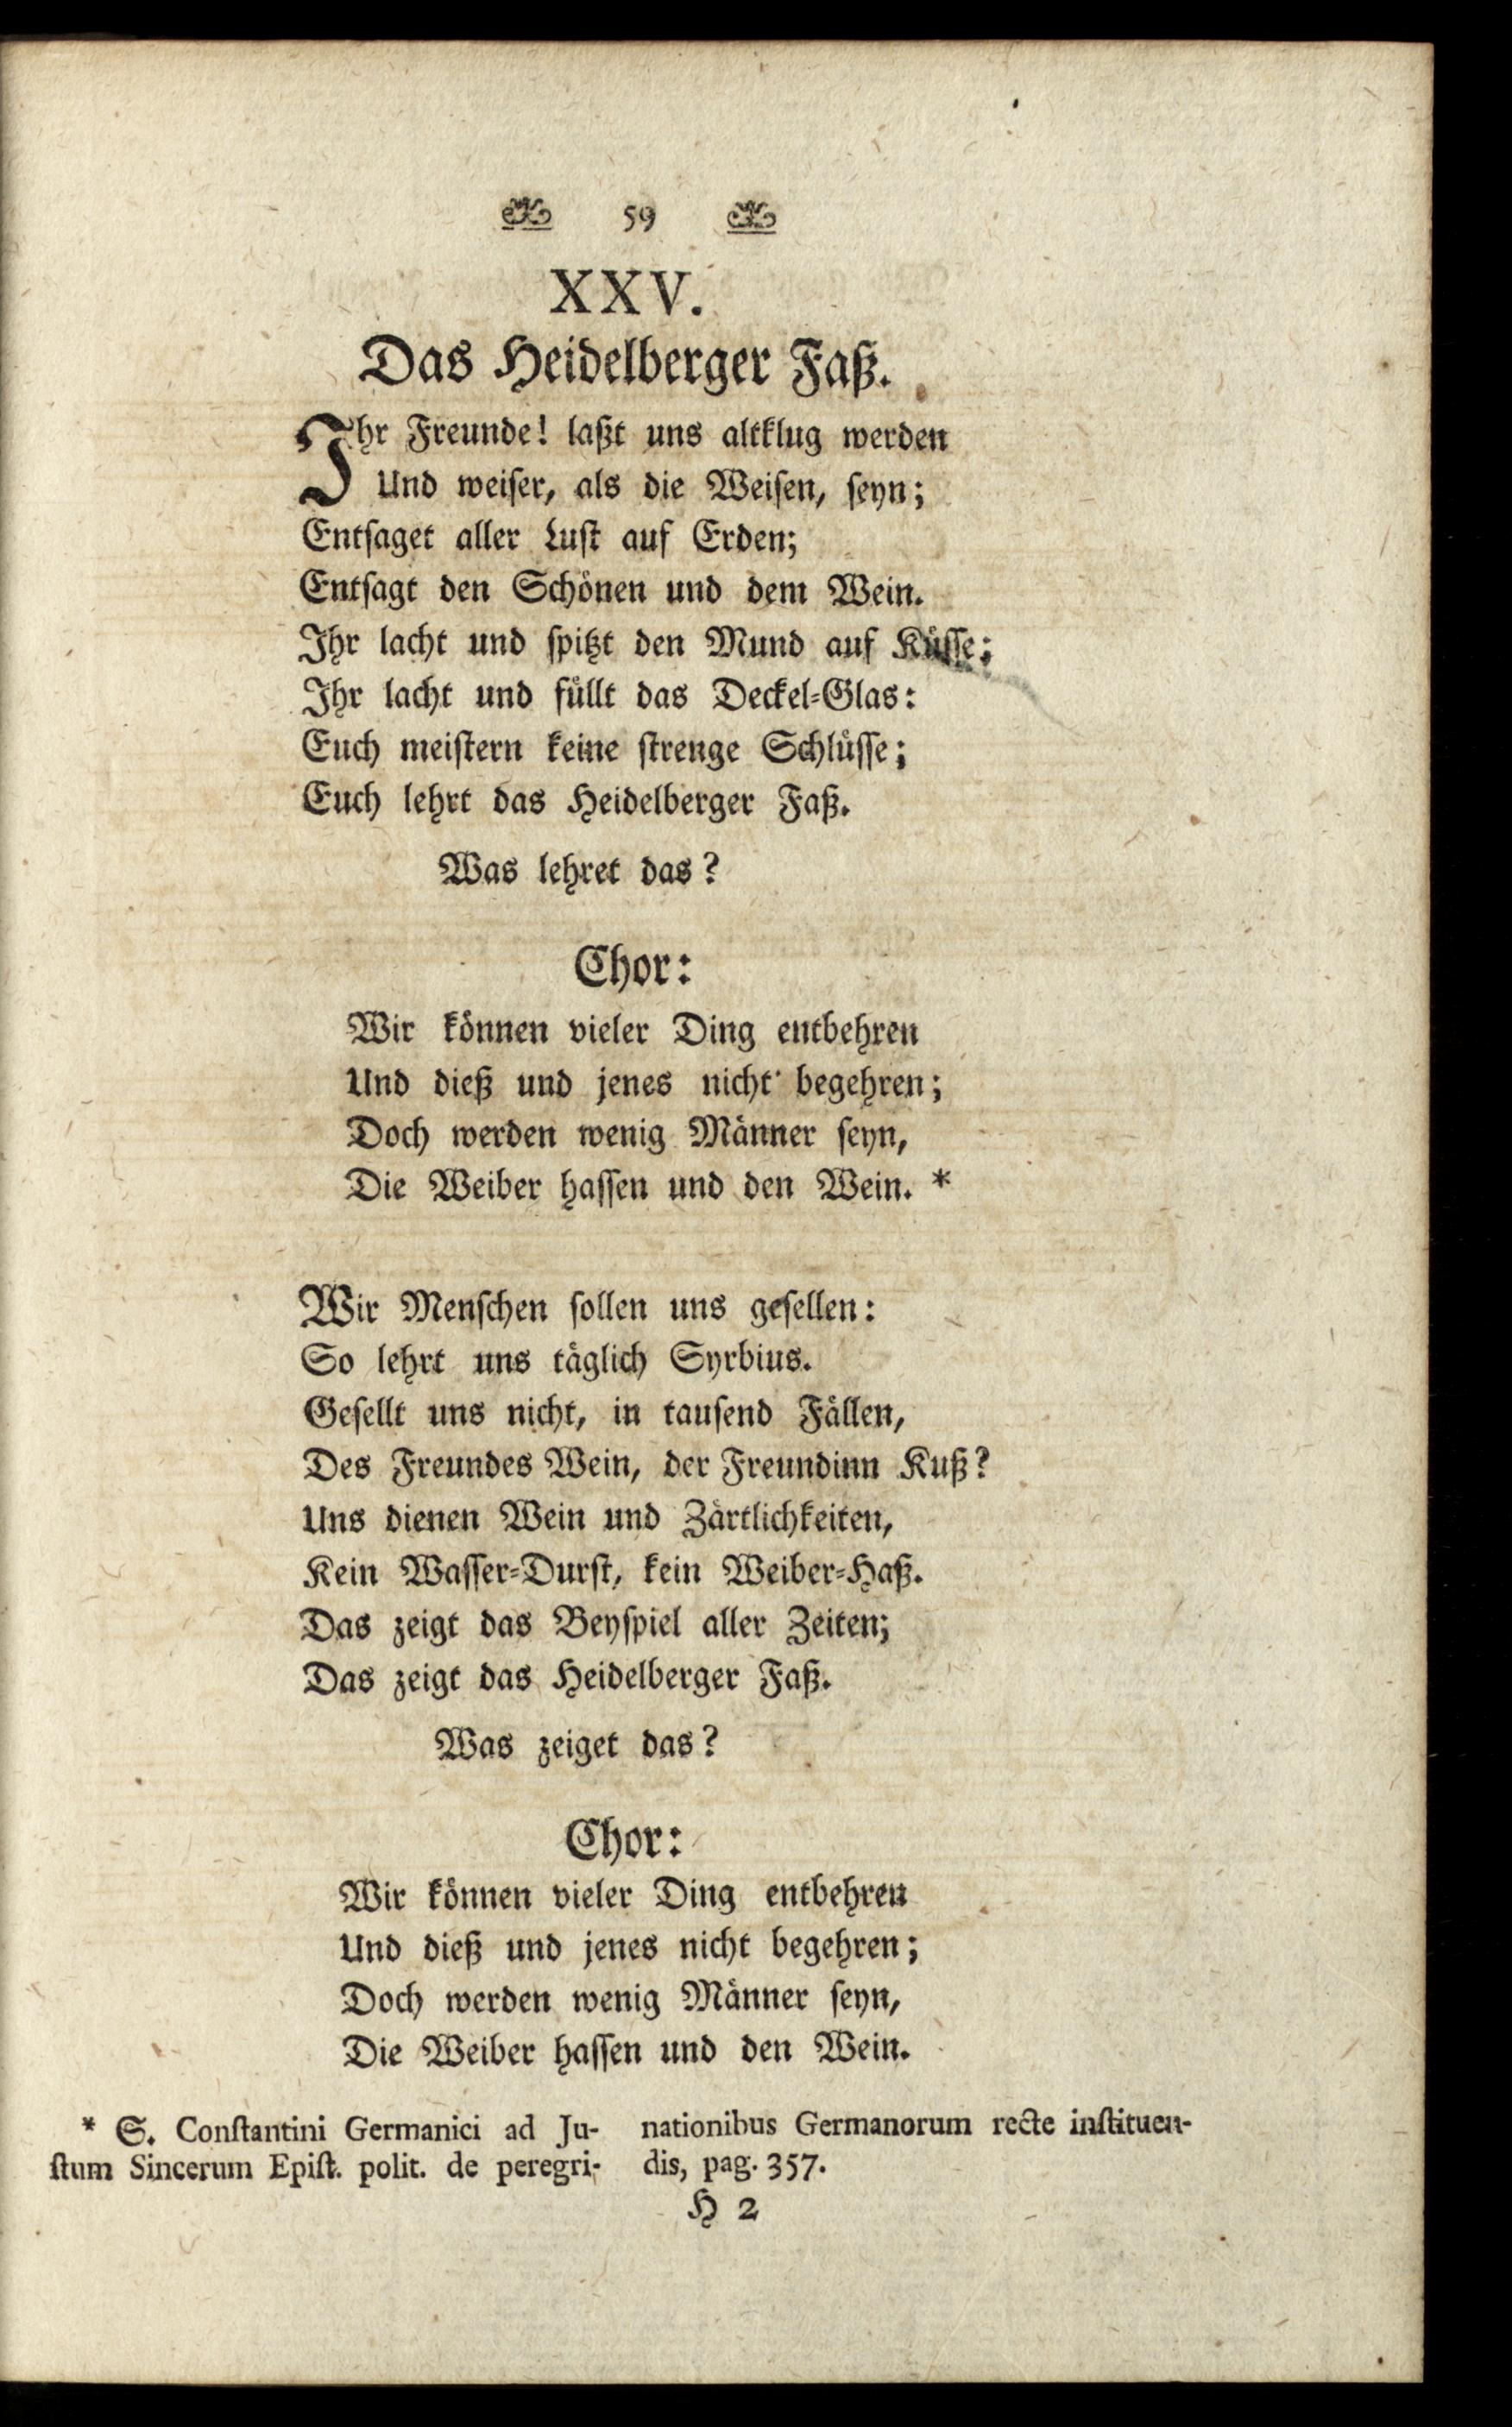 59
XXV.
Das Heidelberger Faß.
Ihr Freunde! laßt uns altklug werden
Und weiſer, als die Weiſen, ſeyn;
Entſaget aller Luſt auf Erden;
Entſagt den Schönen und dem Wein.
Ihr lacht und ſpitzt den Mund auf Küſſe:
Ihr lacht und füllt das Deckel-Glas:
Euch meiſtern keine ſtrenge Schlüſſe;
Euch lehrt das Heidelberger Faß.
Was lehret das?
Chor:
Wir können vieler Ding entbehren
Und dieß und jenes nicht begehren;
Doch werden wenig Männer ſeyn,
Die Weiber haſſen und den Wein. *
Wir Menſchen ſollen uns geſellen:
So lehrt uns täglich Syrbius.
Geſellt uns nicht, in tauſend Fällen,
Des Freundes Wein, der Freundinn Kuß?
Uns dienen Wein und Zärtlichkeiten,
Kein Waſſer-Durſt, kein Weiber-Haß.
Das zeigt das Beyſpiel aller Zeiten;
Das zeigt das Heidelberger Faß.
Was zeiget das?
Chor:
Wir können vieler Ding entbehren
Und dieß und jenes nicht begehren;
Doch werden wenig Männer ſeyn,
Die Weiber haſſen und den Wein.
* S. Conſtantini Germanici ad Ju-
ſtum Sincerum Epiſt. polit. de peregri-
nationibus Germanorum recte inſtituen-
dis, pag. 357.
H 2